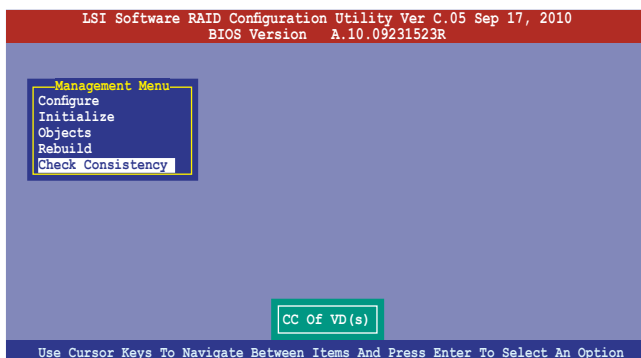 LSI Software RAID Configuration Utility Ver C.05 Sep 17, 2010
BIOS Version A.10.09231523R
Management Menu
Configure
Initialize
Objects
Rebuild
Check Consistency
CC Of VD(s)
Use Cursor Keys To Navigate Between Items And Press Enter To Select An Option